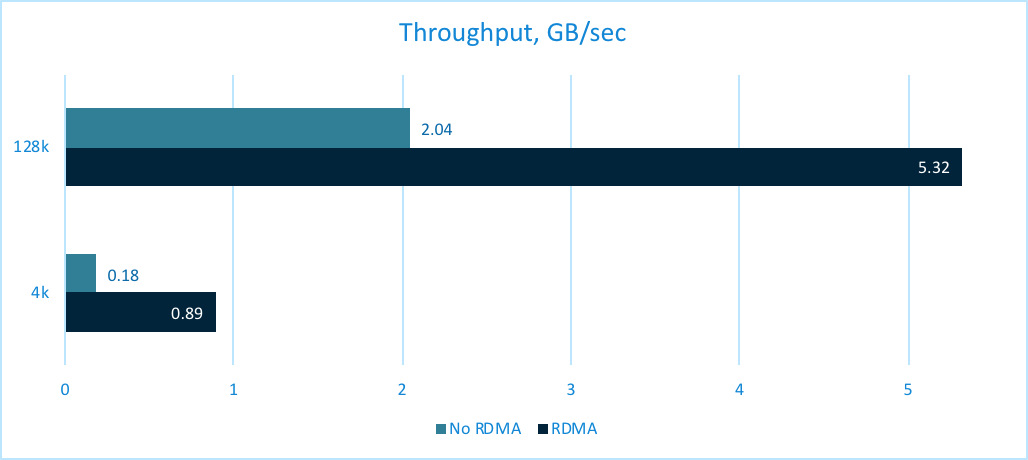 Throughput, GB/sec
128k
2.04
5.32
4k
0.18
0.89
0 1 2 3 4 5
No RDMA RDMA